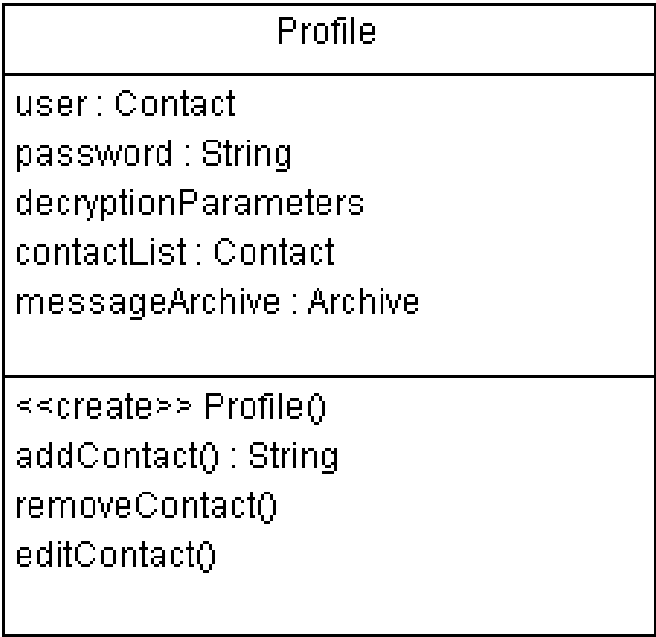 Profile
user : Contact
password : String
decryptionParameters
contactList : Contact
messageArchive : Archive
<<create>> Profile()
addContact() : String
removeContact()
editContact()